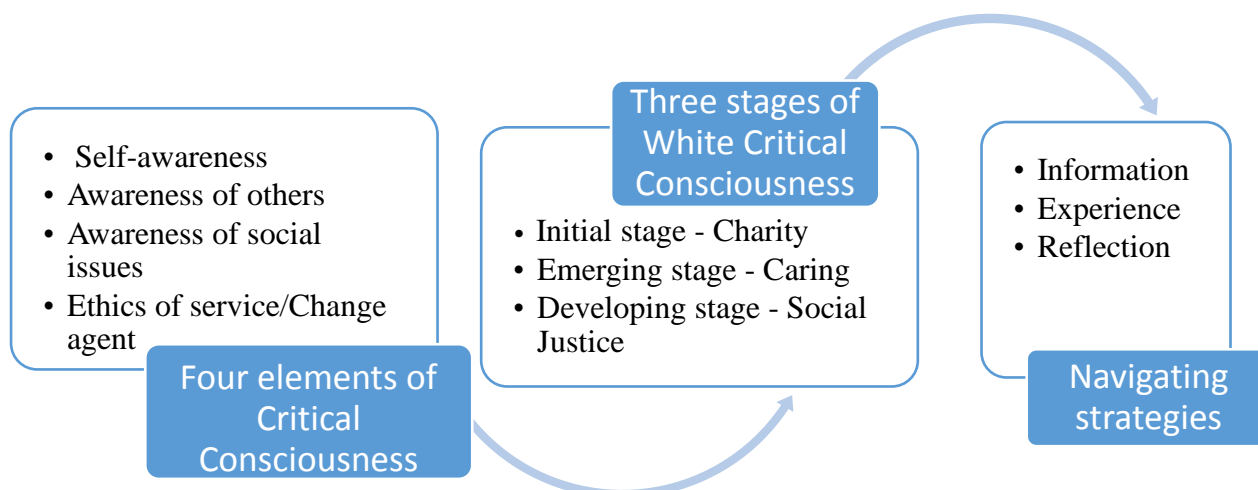 • Self-awareness
• Awareness of others
• Awareness of social
issues
• Ethics of service/Change
agent
Four elements of
Critical
Consciousness
Three stages of
White Critical
Consciousness
• Initial stage - Charity
• Emerging stage - Caring
• Developing stage - Social
Justice
• Information
• Experience
• Reflection
Navigating
strategies